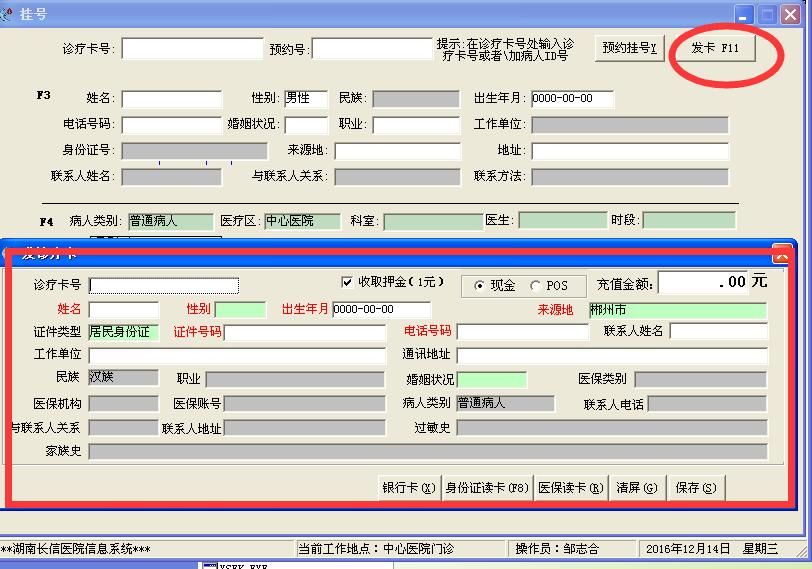 挂号
诊疗卡号: 预约号: 提示:在诊疗卡号处输入诊疗卡号或者\加病人ID号 预约挂号Y 发卡 F11
F3 姓名: 性别: 男性 民族: 出生年月: 0000-00-00
电话号码: 婚姻状况: 职业: 工作单位:
身份证号: 来源地: 地址:
联系人姓名: 与联系人关系: 联系方法:
F4 病人类别: 普通病人 医疗区: 中心医院 科室: 医生: 时段:
发诊疗卡
诊疗卡号 收取押金(1元) 现金 POS 充值金额: .00 元
姓名 性别 出生年月 0000-00-00 来源地 郴州市
证件类型 居民身份证 证件号码 电话号码 联系人姓名
工作单位 通讯地址
民族 汉族 职业 婚姻状况 医保类别
医保机构 医保账号 病人类别 普通病人 联系人电话
与联系人关系 联系人地址 过敏史
家族史
银行卡(X) 身份证读卡(F8) 医保读卡(R) 清屏(G) 保存(S)
**湖南长信医院信息系统*** 当前工作地点：中心医院门诊 操作员：邹志合 2016年12月14日 星期三